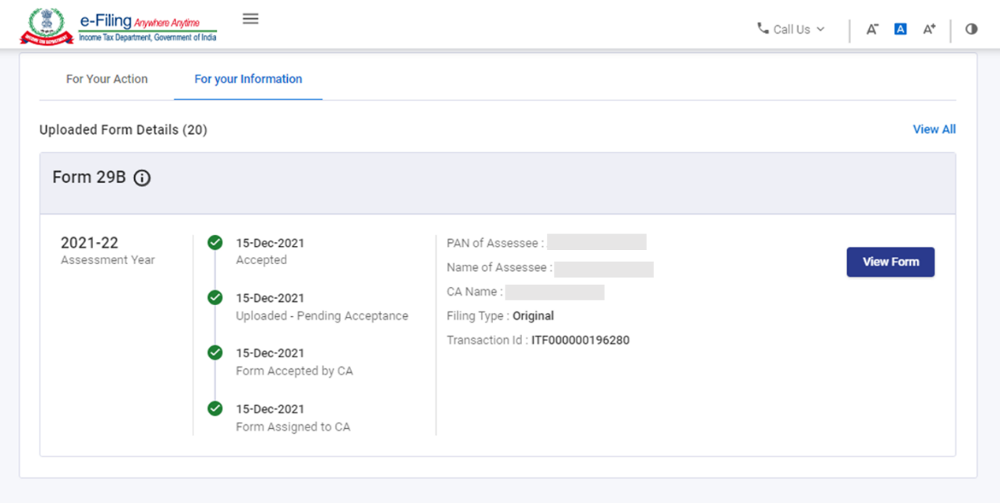 e-Filing Anywhere Anytime
Income Tax Department, Government of India
Call Us
A-
A
A+
For Your Action
For your Information
Uploaded Form Details (20)
View All
Form 29B
2021-22
Assessment Year
15-Dec-2021
Accepted
15-Dec-2021
Uploaded - Pending Acceptance
15-Dec-2021
Form Accepted by CA
15-Dec-2021
Form Assigned to CA
PAN of Assessee :
Name of Assessee :
CA Name :
Filing Type : Original
Transaction Id : ITF000000196280
View Form